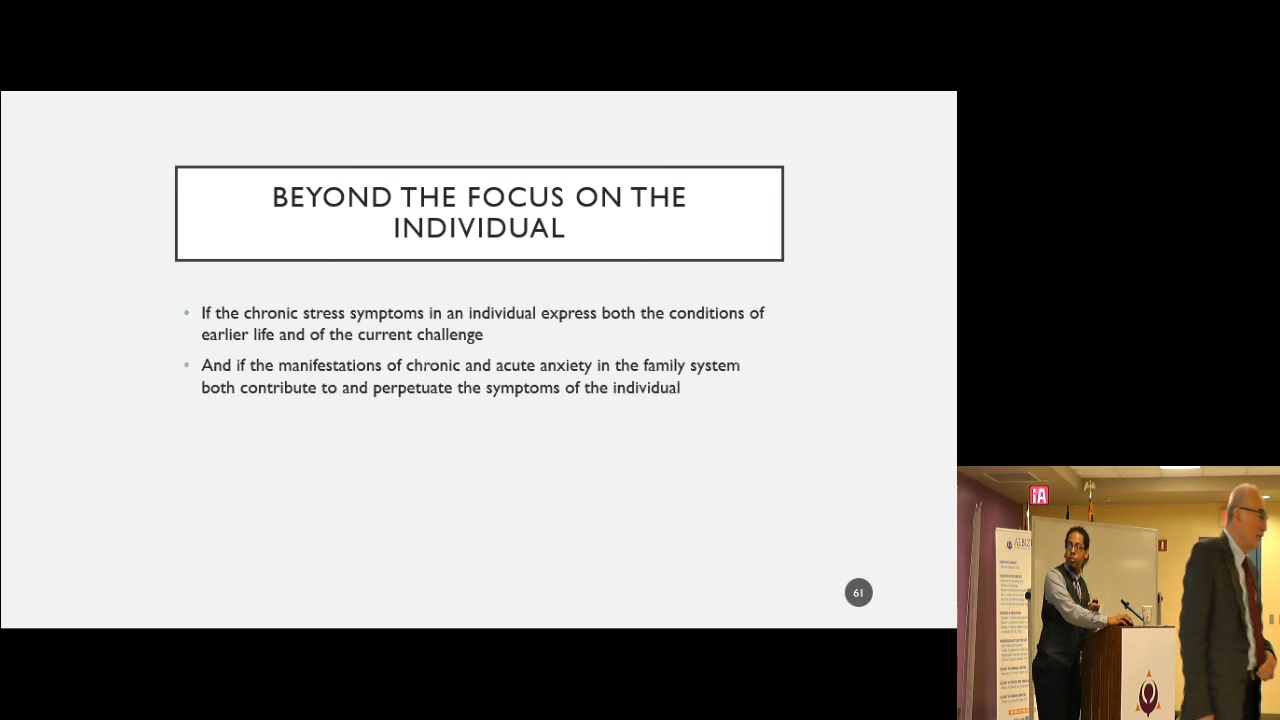 BEYOND THE FOCUS ON THE
INDIVIDUAL
• If the chronic stress symptoms in an individual express both the conditions of
earlier life and of the current challenge
• And if the manifestations of chronic and acute anxiety in the family system
both contribute to and perpetuate the symptoms of the individual
61
iA
ALBIZ